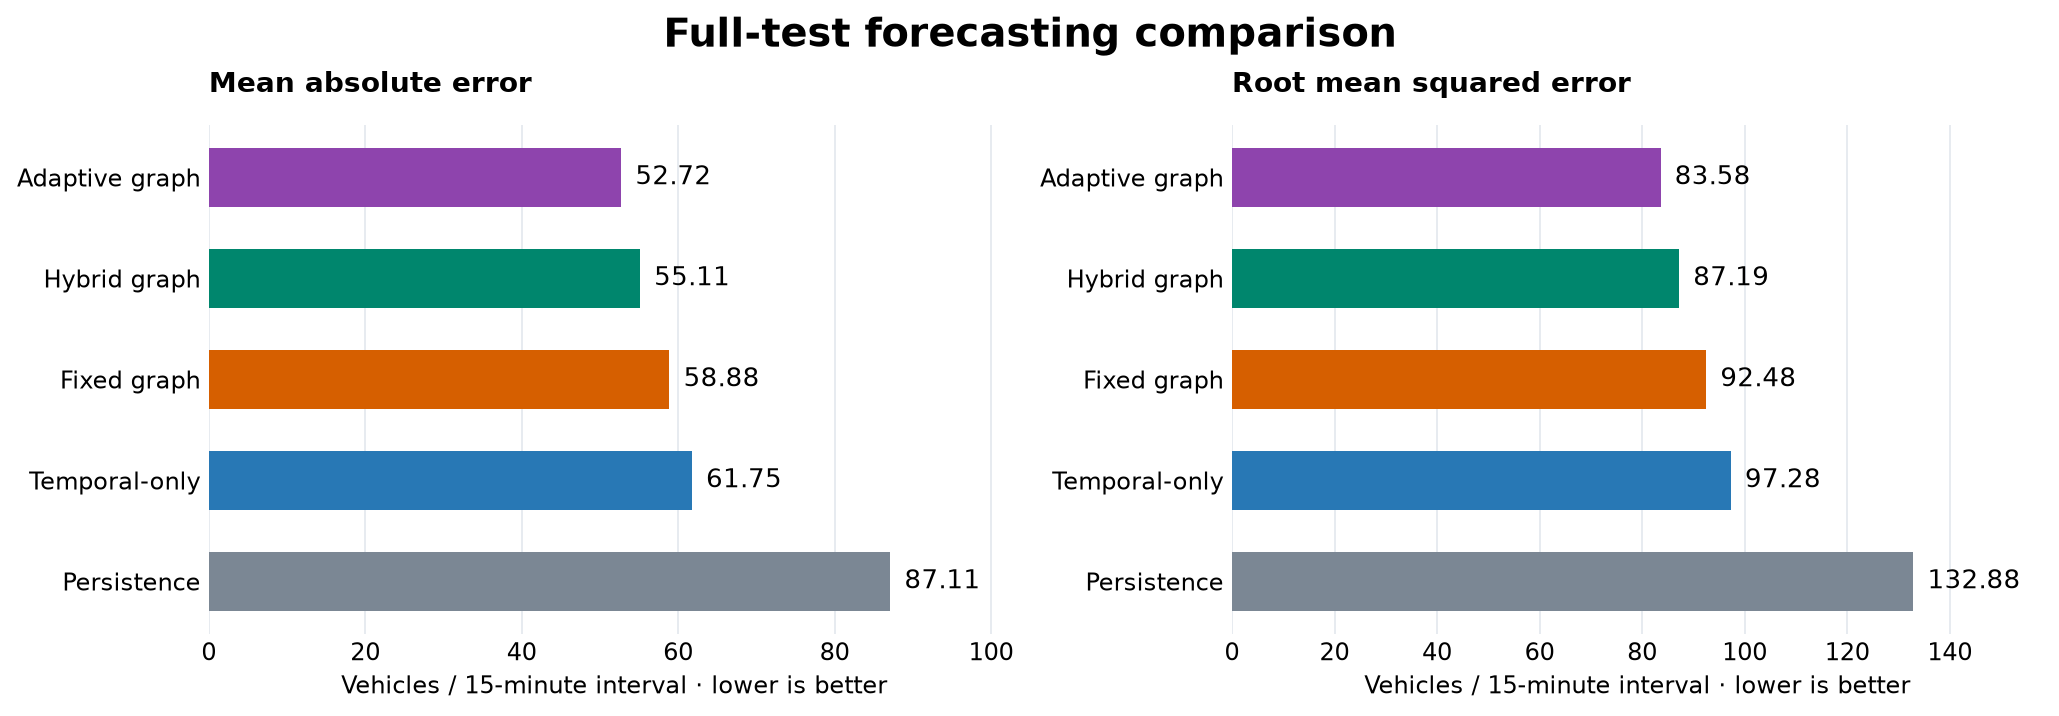 Full-test forecasting comparison
Mean absolute error
Adaptive graph 52.72
Hybrid graph 55.11
Fixed graph 58.88
Temporal-only 61.75
Persistence 87.11
0 20 40 60 80 100
Vehicles / 15-minute interval · lower is better
Root mean squared error
Adaptive graph 83.58
Hybrid graph 87.19
Fixed graph 92.48
Temporal-only 97.28
Persistence 132.88
0 20 40 60 80 100 120 140
Vehicles / 15-minute interval · lower is better